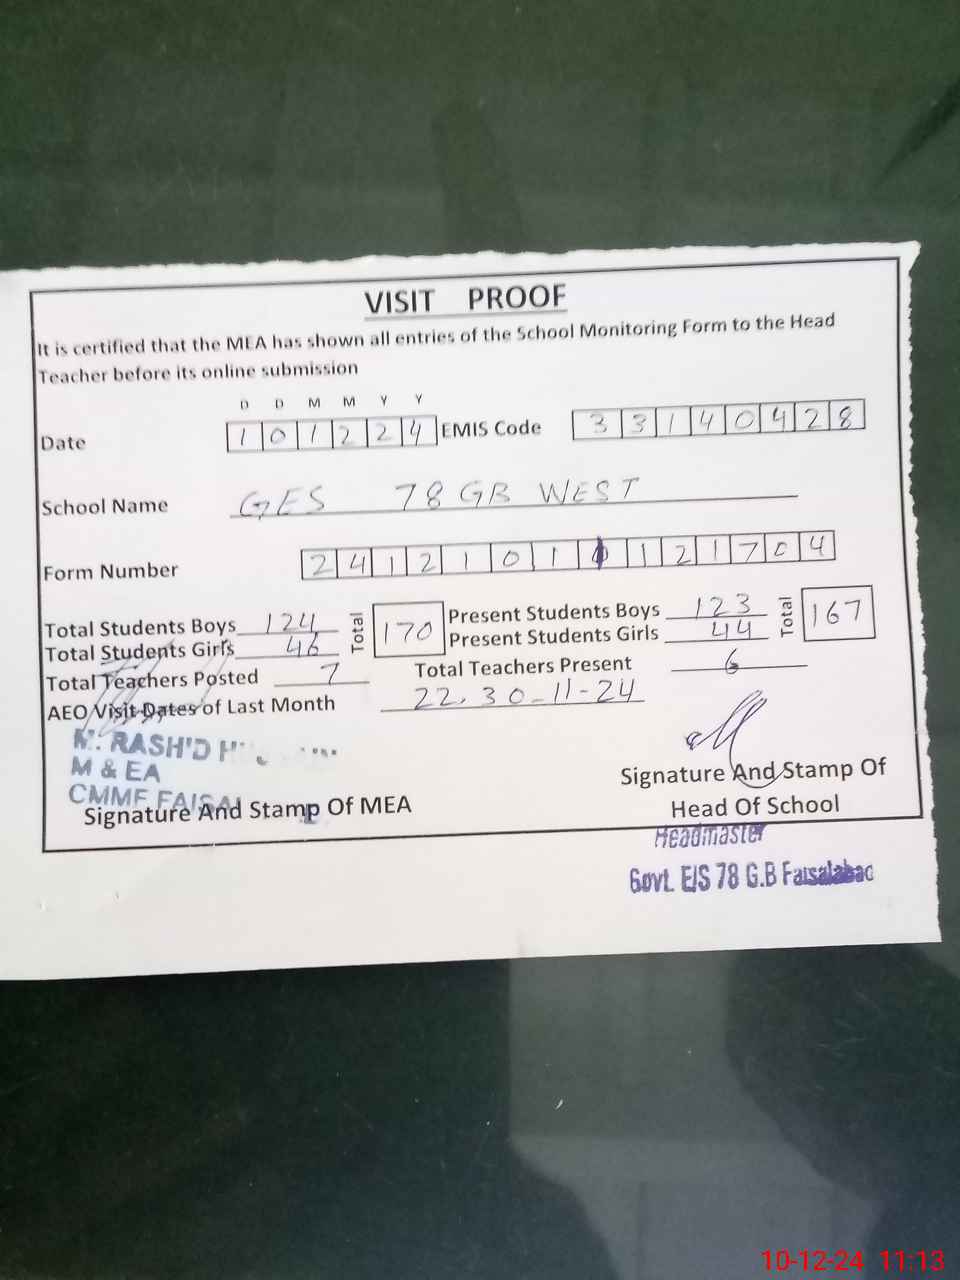 VISIT PROOF
It is certified that the MEA has shown all entries of the School Monitoring Form to the Head
Teacher before its online submission
D D M M Y Y
Date 1 0 1 2 2 4 EMIS Code 3 3 1 4 0 4 2 8
School Name GES 78 GB WEST
Form Number 2 4 1 2 1 0 1 1 2 1 7 0 4
Total Students Boys 124 Total 170 Present Students Boys 123 Total 167
Total Students Girls 46 Present Students Girls 44
Total Teachers Posted 7 Total Teachers Present 6
AEO Visit Dates of Last Month 22. 30-11-24
M. RASH'D
M & EA
CMMF FAISAL
Signature And Stamp Of MEA
Signature And Stamp Of
Head Of School
Headmaster
Govt. E/S 78 G.B Faisalabad
10-12-24 11:13